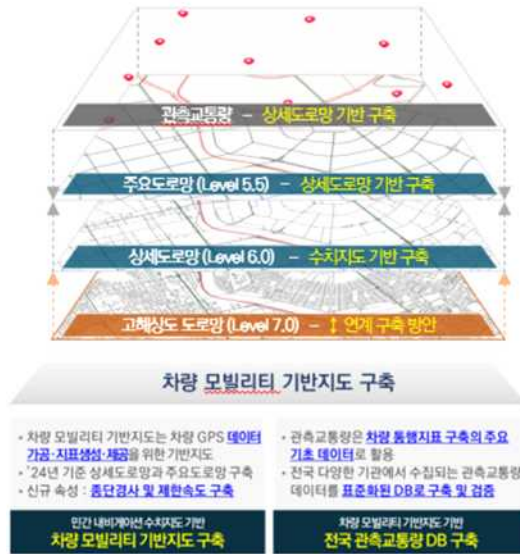 관측교통량 – 상세도로망 기반 구축
주요도로망 (Level 5.5) – 상세도로망 기반 구축
상세도로망 (Level 6.0) – 수치지도 기반 구축
고해상도 도로망 (Level 7.0) – ↕ 연계 구축 방안
차량 모빌리티 기반지도 구축
• 차량 모빌리티 기반지도는 차량 GPS 데이터
가공·지표생성·제공을 위한 기반지도
• '24년 기준 상세도로망과 주요도로망 구축
• 신규 속성 : 종단경사 및 제한속도 구축
민간 내비게이션 수치지도 기반
차량 모빌리티 기반지도 구축
• 관측교통량은 차량 통행지표 구축의 주요
기초 데이터로 활용
• 전국 다양한 기관에서 수집되는 관측교통량
데이터를 표준화된 DB로 구축 및 검증
차량 모빌리티 기반지도 기반
전국 관측교통량 DB 구축